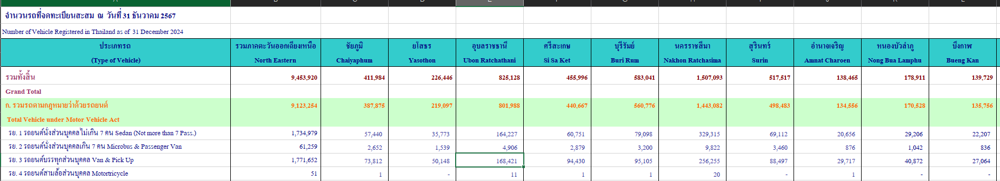 จำนวนรถที่จดทะเบียนสะสม ณ วันที่ 31 ธันวาคม 2567
Number of Vehicle Registered in Thailand as of 31 December 2024
ประเภทรถ รวมภาคตะวันออกเฉียงเหนือ ชัยภูมิ ยโสธร อุบลราชธานี ศรีสะเกษ บุรีรัมย์ นครราชสีมา สุรินทร์ อำนาจเจริญ หนองบัวลำภู บึงกาฬ
(Type of Vehicle) North Eastern Chaiyaphum Yasothon Ubon Ratchathani Si Sa Ket Buri Rum Nakhon Ratchasima Surin Amnat Charoen Nong Bua Lamphu Bueng Kan
รวมทั้งสิ้น 9,453,920 411,984 226,446 825,128 455,996 583,041 1,507,093 517,517 138,465 178,911 139,729
Grand Total
ก. รวมรถตามกฎหมายว่าด้วยรถยนต์ 9,123,254 387,875 219,097 801,988 440,667 560,776 1,443,082 498,483 134,556 170,528 135,756
Total Vehicle under Motor Vehicle Act
รย. 1 รถยนต์นั่งส่วนบุคคลไม่เกิน 7 คน Sedan (Not more than 7 Pass.) 1,734,979 57,440 35,773 164,227 60,751 79,098 329,315 69,112 20,656 29,206 22,207
รย. 2 รถยนต์นั่งส่วนบุคคลเกิน 7 คน Microbus & Passenger Van 61,259 2,652 1,539 4,906 2,879 3,200 9,822 3,460 876 1,042 836
รย. 3 รถยนต์บรรทุกส่วนบุคคล Van & Pick Up 1,771,652 73,812 50,148 168,421 94,430 95,105 256,255 88,497 29,717 40,872 27,064
รย. 4 รถยนต์สามล้อส่วนบุคคล Motortricycle 51 1 - 11 1 1 20 - 1 - -